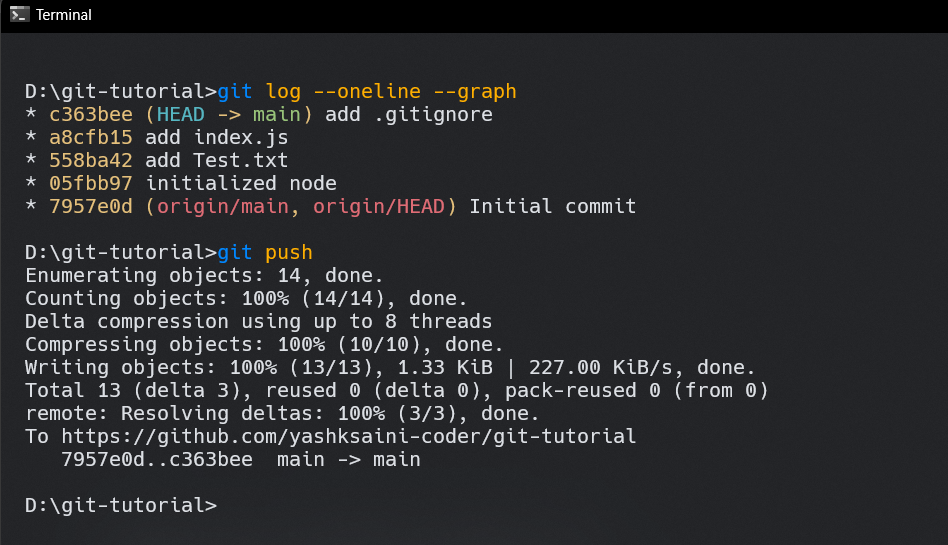 Terminal
D:\git-tutorial>git log --oneline --graph
* c363bee (HEAD -> main) add .gitignore
* a8cfb15 add index.js
* 558ba42 add Test.txt
* 05fbb97 initialized node
* 7957e0d (origin/main, origin/HEAD) Initial commit
D:\git-tutorial>git push
Enumerating objects: 14, done.
Counting objects: 100% (14/14), done.
Delta compression using up to 8 threads
Compressing objects: 100% (10/10), done.
Writing objects: 100% (13/13), 1.33 KiB | 227.00 KiB/s, done.
Total 13 (delta 3), reused 0 (delta 0), pack-reused 0 (from 0)
remote: Resolving deltas: 100% (3/3), done.
To https://github.com/yashksaini-coder/git-tutorial
   7957e0d..c363bee  main -> main
D:\git-tutorial>